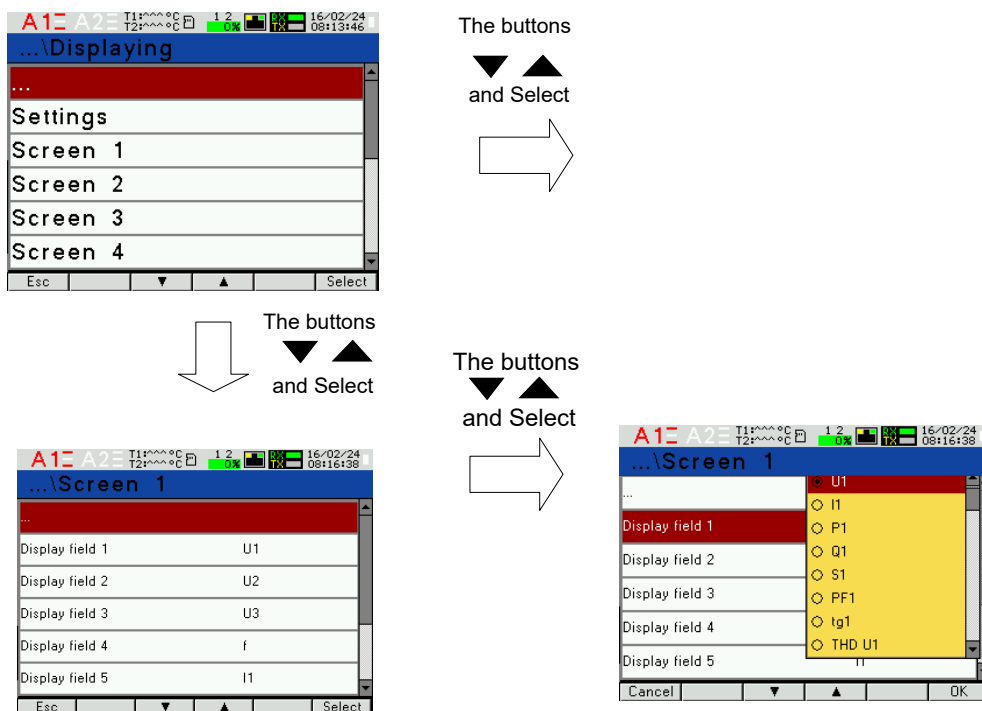 A1 A2 T1:^^^°C 1 2 RX 16/02/24
T2:^^^°C 0% TX 08:13:46
...\Displaying
...
Settings
Screen 1
Screen 2
Screen 3
Screen 4
Esc ▼ ▲ Select
The buttons
▼ ▲
and Select
The buttons
▼ ▲
and Select
The buttons
▼ ▲
and Select
A1 A2 T1:^^^°C 1 2 RX 16/02/24
T2:^^^°C 0% TX 08:16:38
...\Screen 1
...
Display field 1 U1
Display field 2 U2
Display field 3 U3
Display field 4 f
Display field 5 I1
Esc ▼ ▲ Select
A1 A2 T1:^^^°C 1 2 RX 16/02/24
T2:^^^°C 0% TX 08:16:38
...\Screen 1
...
Display field 1
Display field 2
Display field 3
Display field 4
Display field 5
U1
I1
P1
Q1
S1
PF1
tg1
THD U1
Cancel ▼ ▲ OK